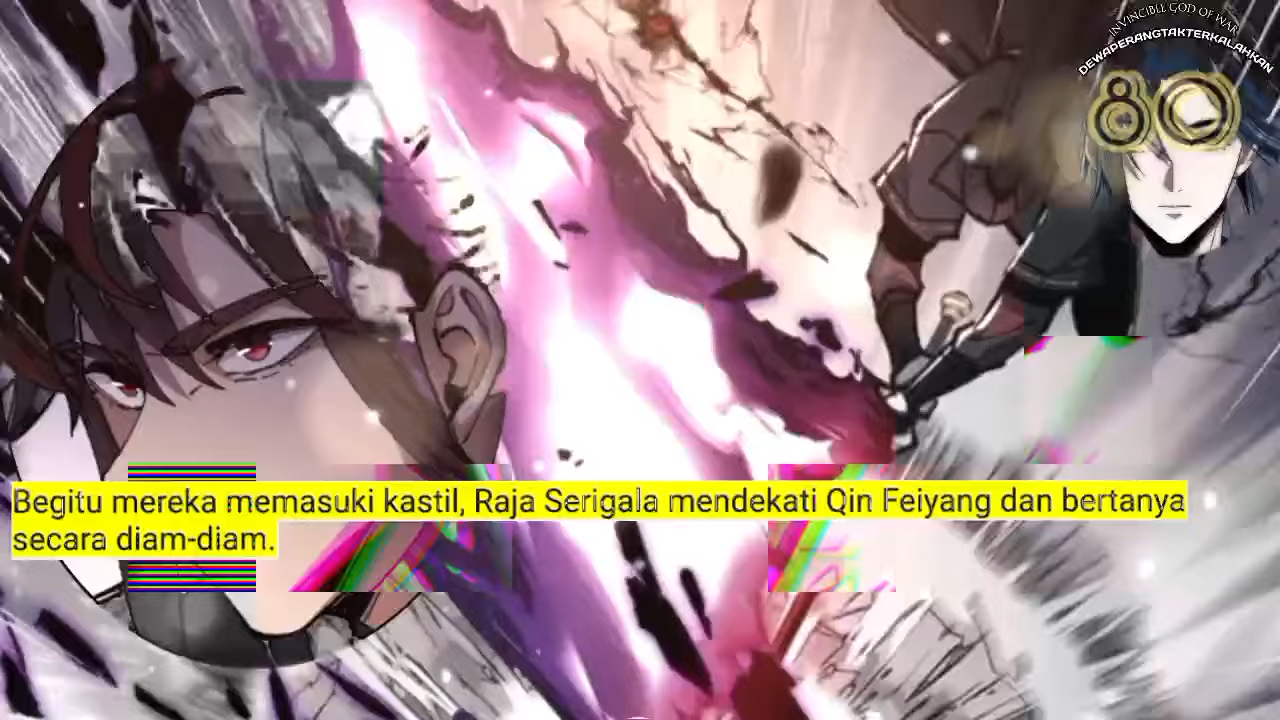 INVINCIBLE GOD OF WAR
DEWAPERANGTAKTERKALAHKAN
80
Begitu mereka memasuki kastil, Raja Serigala mendekati Qin Feiyang dan bertanya
secara diam-diam.